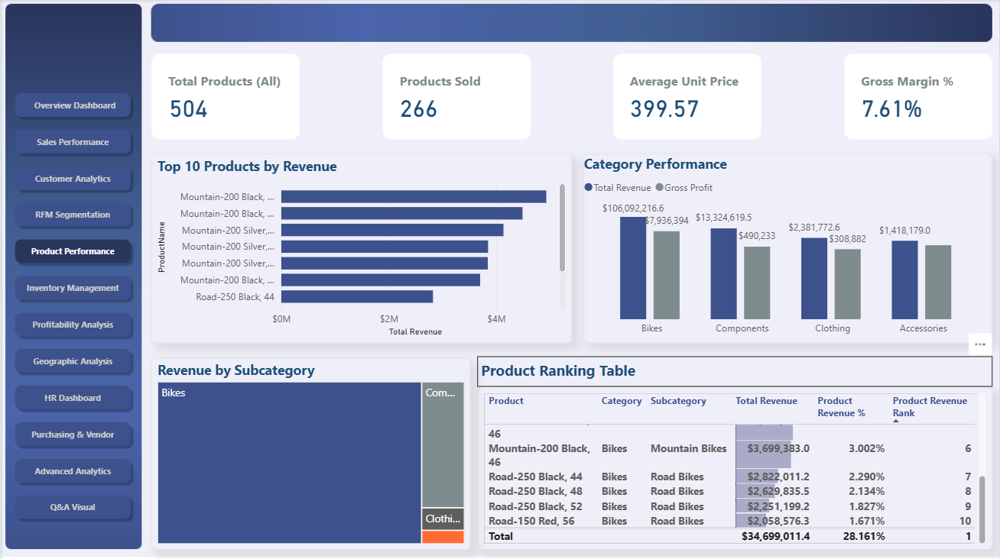 Overview Dashboard
Sales Performance
Customer Analytics
RFM Segmentation
Product Performance
Inventory Management
Profitability Analysis
Geographic Analysis
HR Dashboard
Purchasing & Vendor
Advanced Analytics
Q&A Visual
Total Products (All)
504
Products Sold
266
Average Unit Price
399.57
Gross Margin %
7.61%
Top 10 Products by Revenue
ProductName
Mountain-200 Black, ...
Mountain-200 Black, ...
Mountain-200 Silver,...
Mountain-200 Silver,...
Mountain-200 Silver,...
Mountain-200 Black, ...
Road-250 Black, 44
$0M $2M $4M
Total Revenue
Category Performance
Total Revenue Gross Profit
$106,092,216.6
$7,936,394
$13,324,619.5
$490,233
$2,381,772.6
$308,882
$1,418,179.0
Bikes Components Clothing Accessories
Revenue by Subcategory
Bikes
Com...
Clothi...
Product Ranking Table
Product Category Subcategory Total Revenue Product Revenue % Product Revenue Rank
46
Mountain-200 Black, 46 Bikes Mountain Bikes $3,699,383.0 3.002% 6
Road-250 Black, 44 Bikes Road Bikes $2,822,011.2 2.290% 7
Road-250 Black, 48 Bikes Road Bikes $2,629,835.5 2.134% 8
Road-250 Black, 52 Bikes Road Bikes $2,251,199.2 1.827% 9
Road-150 Red, 56 Bikes Road Bikes $2,058,576.3 1.671% 10
Total $34,699,011.4 28.161% 1